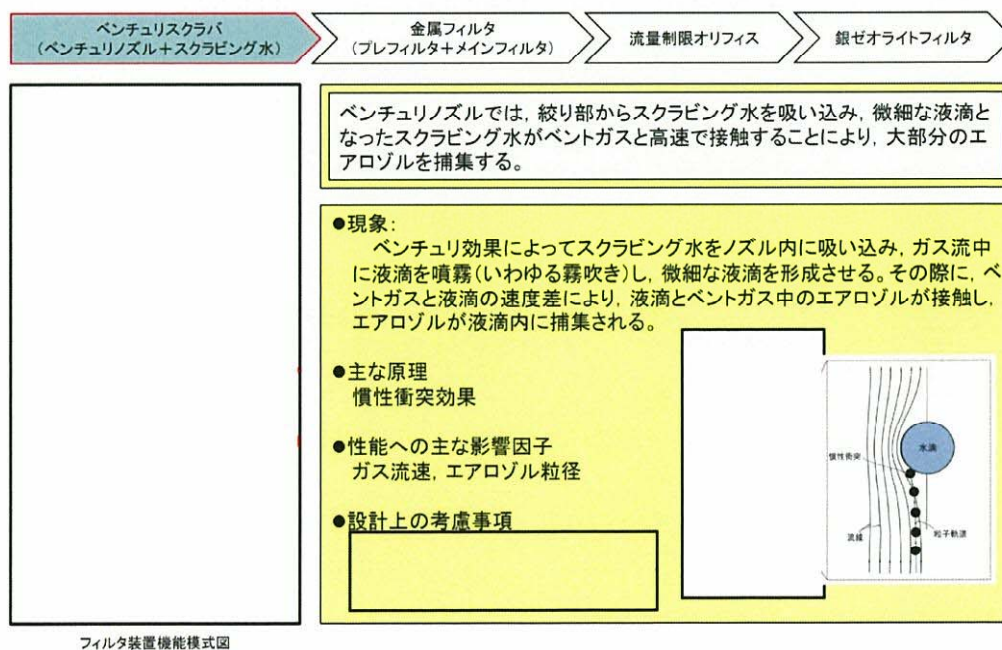 ベンチュリスクラバ
(ベンチュリノズル＋スクラビング水)
金属フィルタ
(プレフィルタ＋メインフィルタ)
流量制限オリフィス
銀ゼオライトフィルタ
ベンチュリノズルでは，絞り部からスクラビング水を吸い込み，微細な液滴と
なったスクラビング水がベントガスと高速で接触することにより，大部分のエ
アロゾルを捕集する。
●現象：
ベンチュリ効果によってスクラビング水をノズル内に吸い込み，ガス流中
に液滴を噴霧(いわゆる霧吹き)し，微細な液滴を形成させる。その際に，ベ
ントガスと液滴の速度差により，液滴とベントガス中のエアロゾルが接触し，
エアロゾルが液滴内に捕集される。
●主な原理
慣性衝突効果
●性能への主な影響因子
ガス流速，エアロゾル粒径
●設計上の考慮事項
水滴
慣性衝突
流線
粒子軌道
フィルタ装置機能模式図